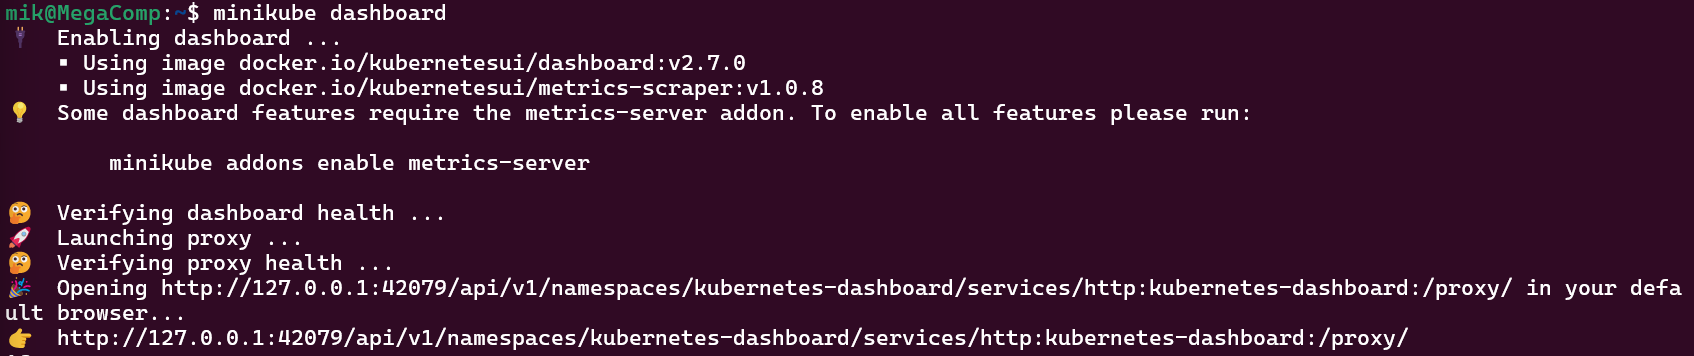 mik@MegaComp:~$ minikube dashboard
Enabling dashboard ...
▪ Using image docker.io/kubernetesui/dashboard:v2.7.0
▪ Using image docker.io/kubernetesui/metrics-scraper:v1.0.8
Some dashboard features require the metrics-server addon. To enable all features please run:
minikube addons enable metrics-server
Verifying dashboard health ...
Launching proxy ...
Verifying proxy health ...
Opening http://127.0.0.1:42079/api/v1/namespaces/kubernetes-dashboard/services/http:kubernetes-dashboard:/proxy/ in your defa
ult browser...
http://127.0.0.1:42079/api/v1/namespaces/kubernetes-dashboard/services/http:kubernetes-dashboard:/proxy/